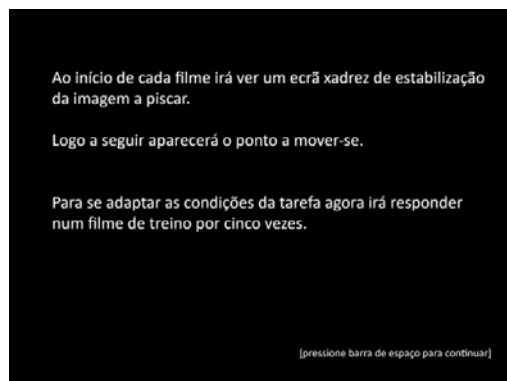 Ao início de cada filme irá ver um ecrã xadrez de estabilização
da imagem a piscar.
Logo a seguir aparecerá o ponto a mover-se.
Para se adaptar as condições da tarefa agora irá responder
num filme de treino por cinco vezes.
[pressione barra de espaço para continuar]